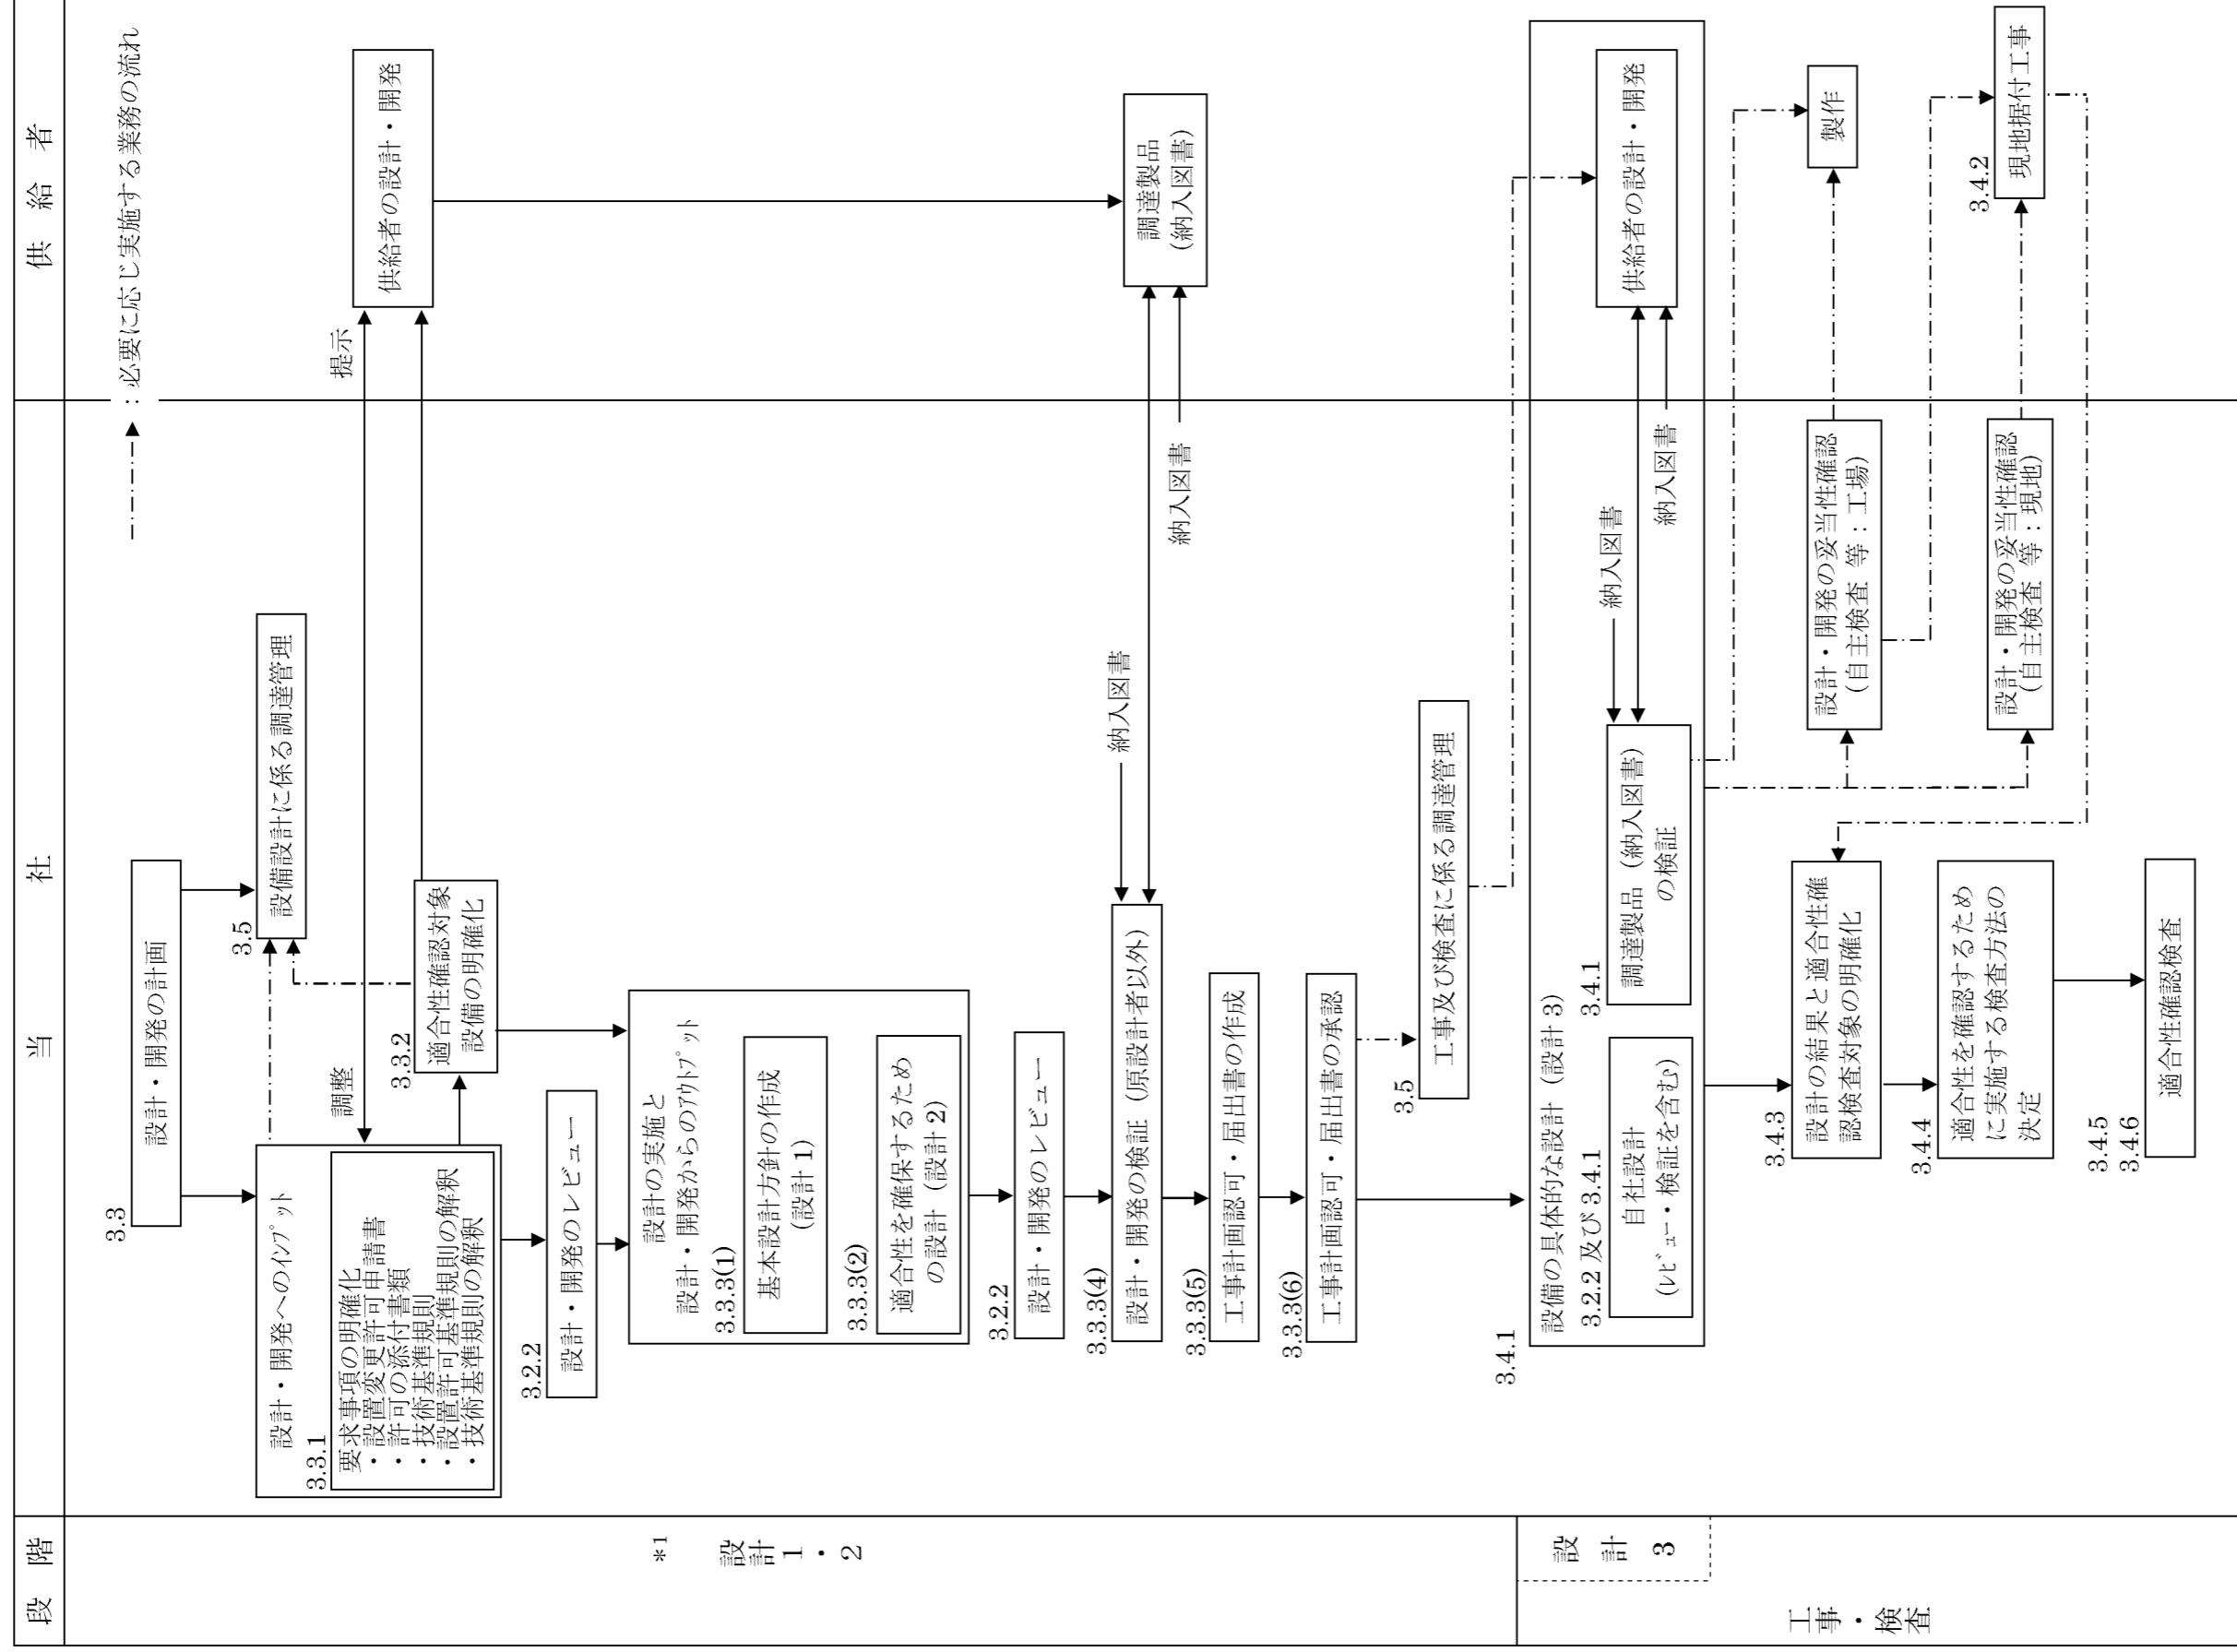 段 階
当 社
供 給 者
： 必要に応じ実施する業務の流れ
3.3
設計・開発の計画
3.5
設備設計に係る調達管理
設計・開発へのｲﾝﾌﾟｯﾄ
3.3.1
要求事項の明確化
・設置変更許可申請書
・許可の添付書類
・技術基準規則
・設置許可基準規則の解釈
・技術基準規則の解釈
調整
提示
供給者の設計・開発
3.3.2
適合性確認対象
設備の明確化
3.2.2
設計・開発のレビュー
*1
設計１・２
設計の実施と
設計・開発からのｱｳﾄﾌﾟｯﾄ
3.3.3(1)
基本設計方針の作成
(設計 1)
3.3.3(2)
適合性を確保するため
の設計（設計 2)
3.2.2
設計・開発のレビュー
3.3.3(4)
設計・開発の検証（原設計者以外）
納入図書
調達製品
(納入図書)
納入図書
3.3.3(5)
工事計画認可・届出書の作成
3.3.3(6)
工事計画認可・届出書の承認
3.5
工事及び検査に係る調達管理
設 計 3
3.4.1
設備の具体的な設計（設計 3)
3.2.2 及び 3.4.1
自社設計
(ﾚﾋﾞｭｰ・検証を含む)
3.4.1
調達製品（納入図書）
の検証
納入図書
納入図書
供給者の設計・開発
工事・検査
3.4.3
設計の結果と適合性確
認検査対象の明確化
設計・開発の妥当性確認
(自主検査 等：工場)
製作
3.4.4
適合性を確認するため
に実施する検査方法の
決定
設計・開発の妥当性確認
(自主検査 等：現地)
3.4.2
現地据付工事
3.4.5
3.4.6
適合性確認検査